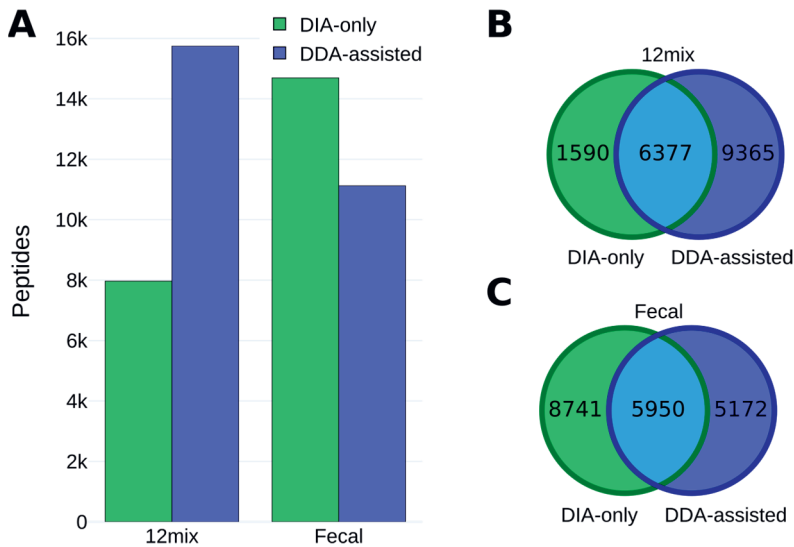 A
DIA-only
DDA-assisted
16k
14k
12k
10k
8k
6k
4k
2k
0
Peptides
12mix
Fecal
B
12mix
1590
6377
9365
DIA-only
DDA-assisted
C
Fecal
8741
5950
5172
DIA-only
DDA-assisted